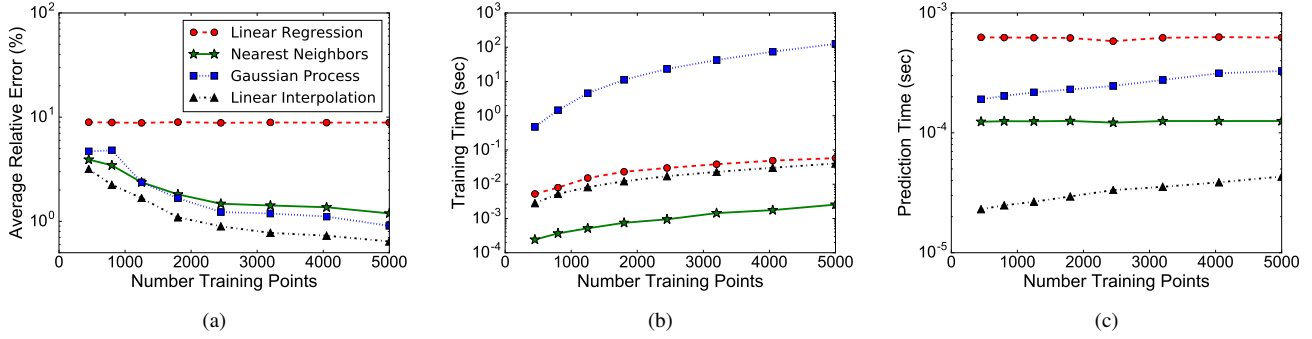 10^2
10^1
10^0
Average Relative Error (%)
Linear Regression
Nearest Neighbors
Gaussian Process
Linear Interpolation
0 1000 2000 3000 4000 5000
Number Training Points
(a)
10^3
10^2
10^1
10^0
10^-1
10^-2
10^-3
10^-4
Training Time (sec)
0 1000 2000 3000 4000 5000
Number Training Points
(b)
10^-3
10^-4
10^-5
Prediction Time (sec)
0 1000 2000 3000 4000 5000
Number Training Points
(c)